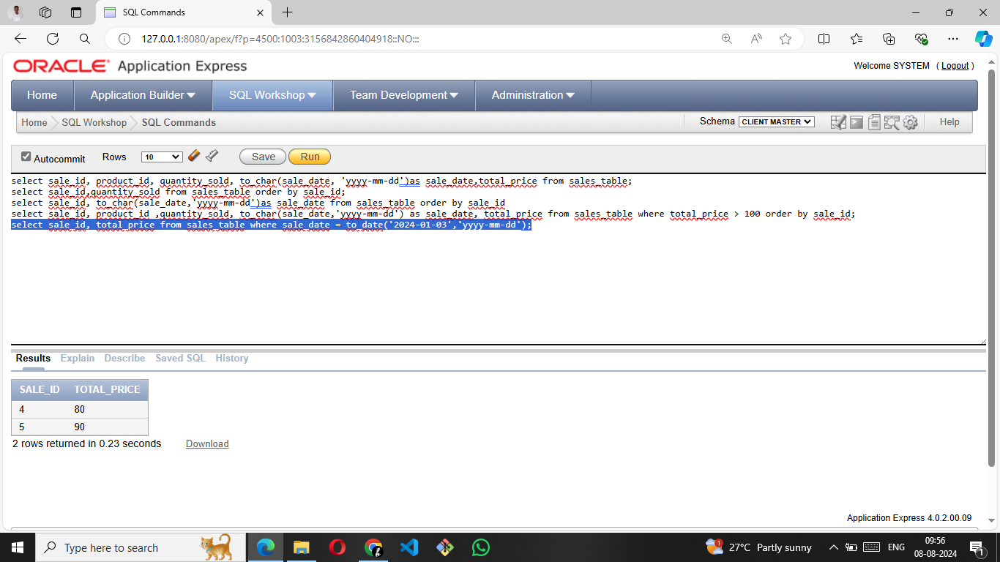 SQL Commands
127.0.0.1:8080/apex/f?p=4500:1003:3156842860404918::NO:::
ORACLE Application Express
Welcome SYSTEM ( Logout )
Home Application Builder SQL Workshop Team Development Administration
Home SQL Workshop SQL Commands Schema CLIENT MASTER Help
Autocommit Rows 10 Save Run
select sale_id, product_id, quantity_sold, to_char(sale_date, 'yyyy-mm-dd')as sale_date,total_price from sales_table;
select sale_id,quantity_sold from sales_table order by sale_id;
select sale_id, to_char(sale_date,'yyyy-mm-dd')as sale_date from sales_table order by sale_id
select sale_id, product_id ,quantity_sold, to_char(sale_date,'yyyy-mm-dd') as sale_date, total_price from sales_table where total_price > 100 order by sale_id;
select sale_id, total_price from sales_table where sale_date = to_date('2024-01-03','yyyy-mm-dd');
Results Explain Describe Saved SQL History
SALE_ID TOTAL_PRICE
4 80
5 90
2 rows returned in 0.23 seconds Download
Application Express 4.0.2.00.09
Type here to search 1 27°C Partly sunny ENG 09:56
08-08-2024 1